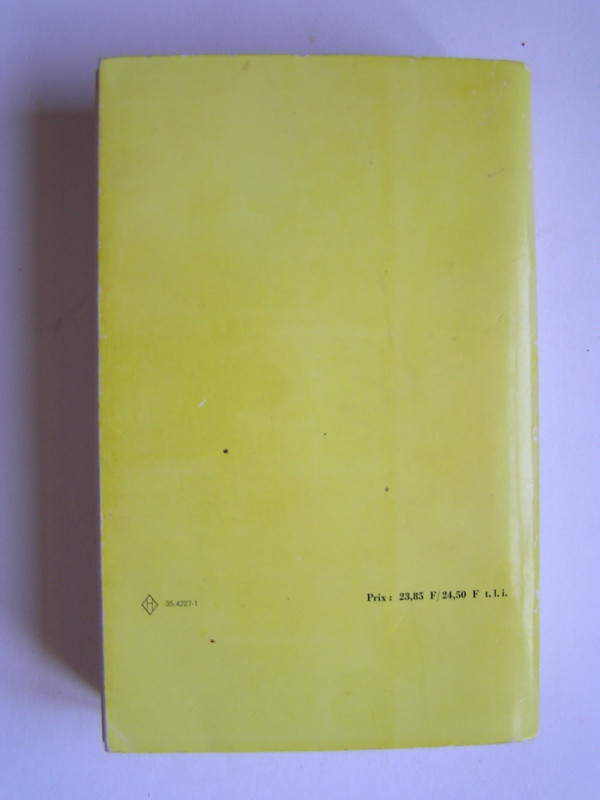 H 35.4227-1
Prix : 23,85 F/24,50 F t. l. i.